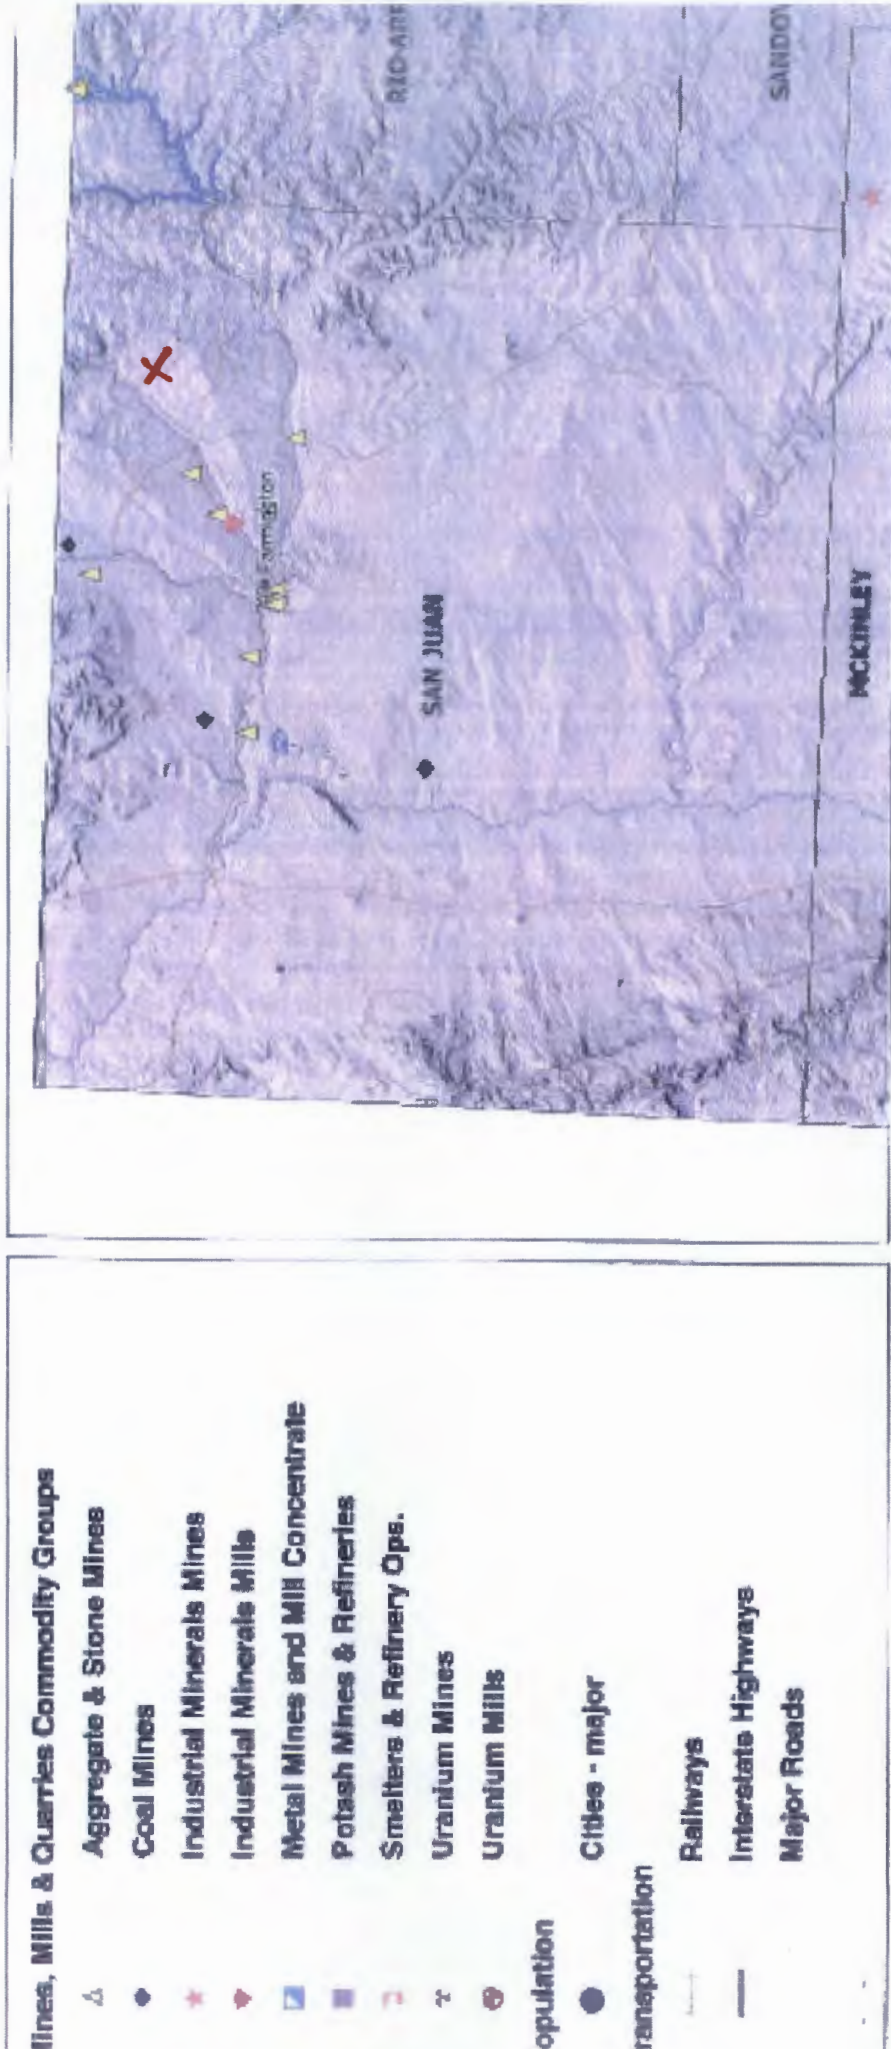 RIO ARR
SANDOV
Farmington
SAN JUAN
MCKINLEY
lines, Mills & Quarries Commodity Groups
Aggregate & Stone Mines
Coal Mines
Industrial Minerals Mines
Industrial Minerals Mills
Metal Mines and Mill Concentrate
Potash Mines & Refineries
Smelters & Refinery Ops.
Uranium Mines
Uranium Mills
opulation
Cities - major
ransportation
Railways
Interstate Highways
Major Roads